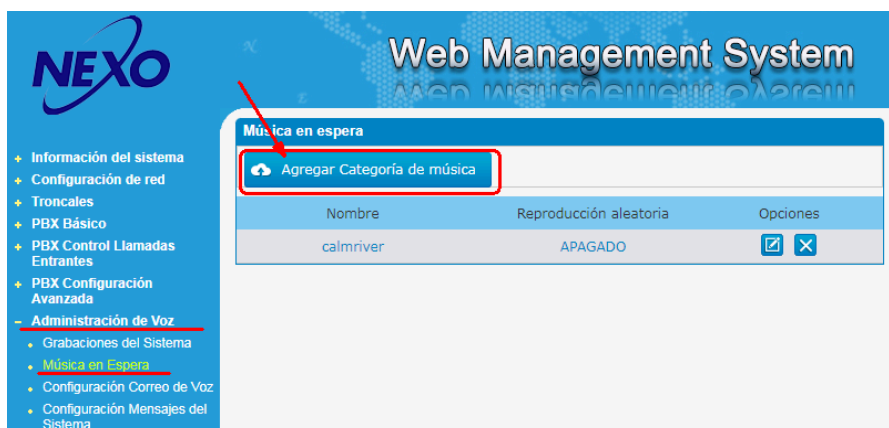 NEXO
Web Management System
Información del sistema
Configuración de red
Troncales
PBX Básico
PBX Control Llamadas
Entrantes
PBX Configuración
Avanzada
Administración de Voz
Grabaciones del Sistema
Música en Espera
Configuración Correo de Voz
Configuración Mensajes del
Sistema
Música en espera
Agregar Categoría de música
Nombre Reproducción aleatoria Opciones
calmriver APAGADO